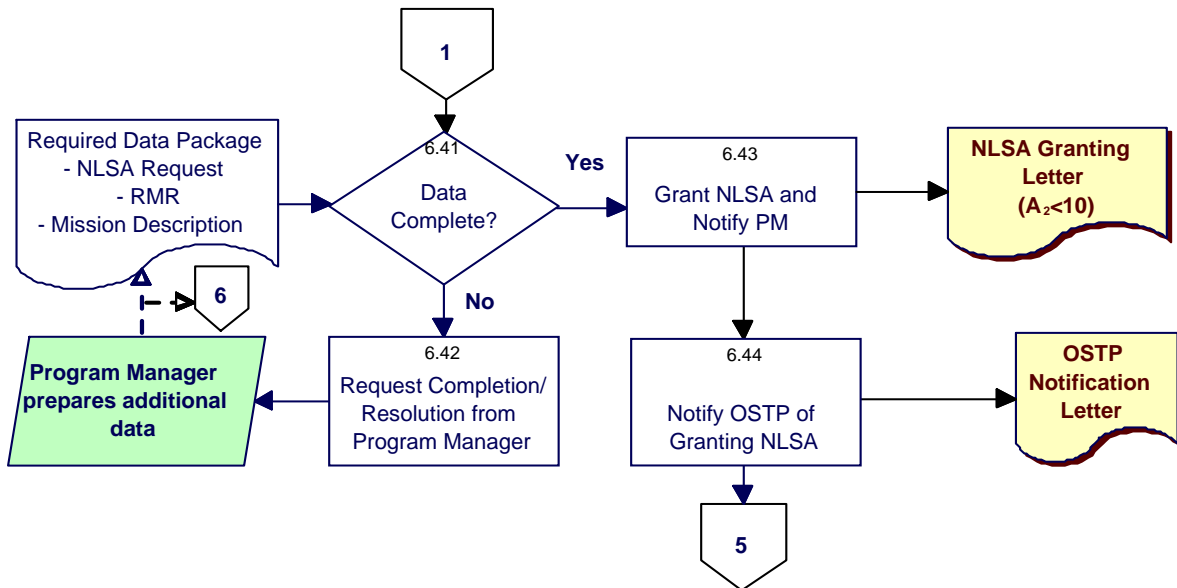 1
Required Data Package
- NLSA Request
- RMR
- Mission Description
6.41
Data
Complete?
Yes
6.43
Grant NLSA and
Notify PM
NLSA Granting
Letter
(A₂<10)
No
6
Program Manager
prepares additional
data
6.42
Request Completion/
Resolution from
Program Manager
6.44
Notify OSTP of
Granting NLSA
OSTP
Notification
Letter
5